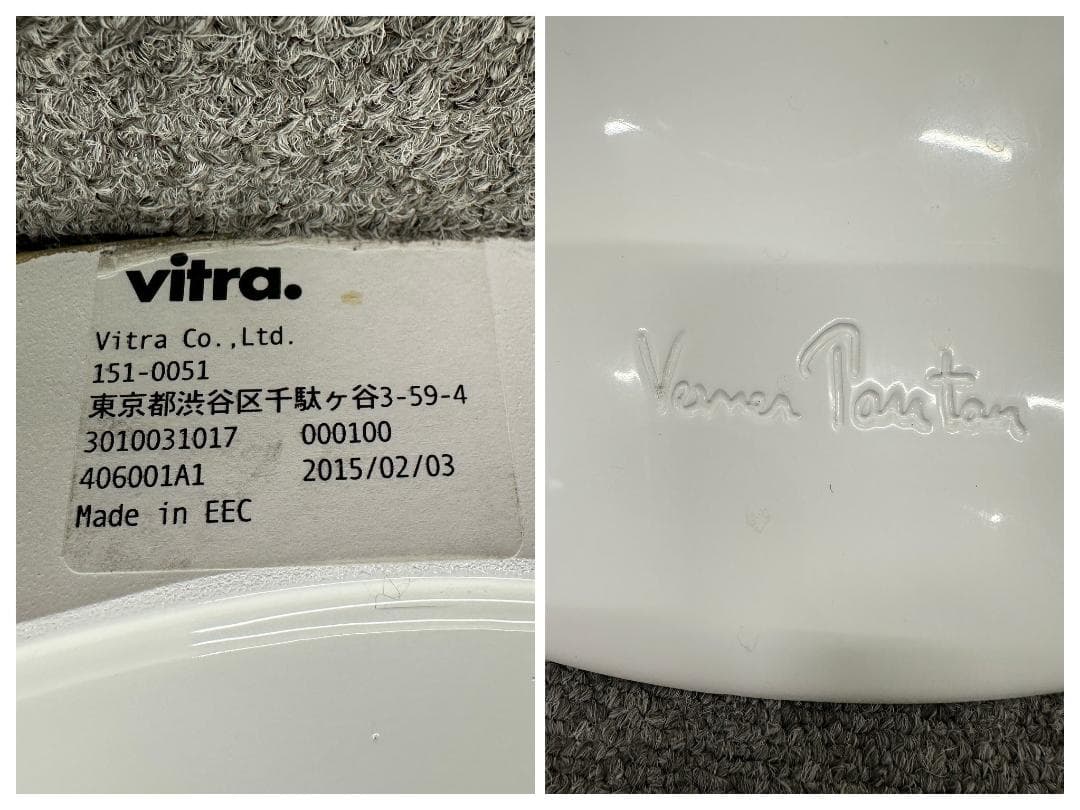 vitra.
Vitra Co.,Ltd.
151-0051
東京都渋谷区千駄ヶ谷3-59-4
3010031017 000100
406001A1 2015/02/03
Made in EEC
Verner Panton